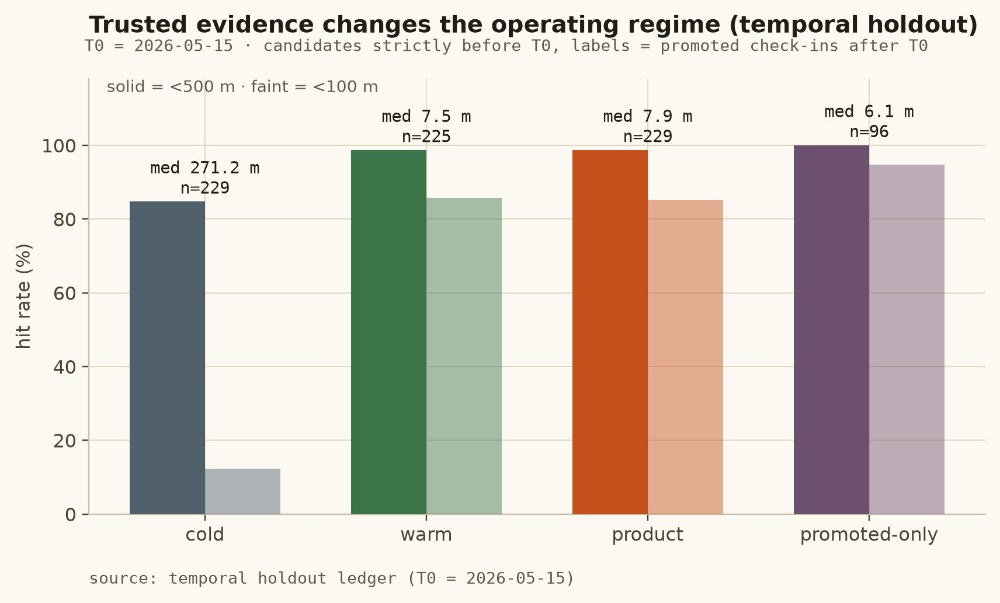 Trusted evidence changes the operating regime (temporal holdout)
T0 = 2026-05-15 · candidates strictly before T0, labels = promoted check-ins after T0
solid = <500 m · faint = <100 m
med 271.2 m
n=229
med 7.5 m
n=225
med 7.9 m
n=229
med 6.1 m
n=96
hit rate (%)
100
80
60
40
20
0
cold
warm
product
promoted-only
source: temporal holdout ledger (T0 = 2026-05-15)